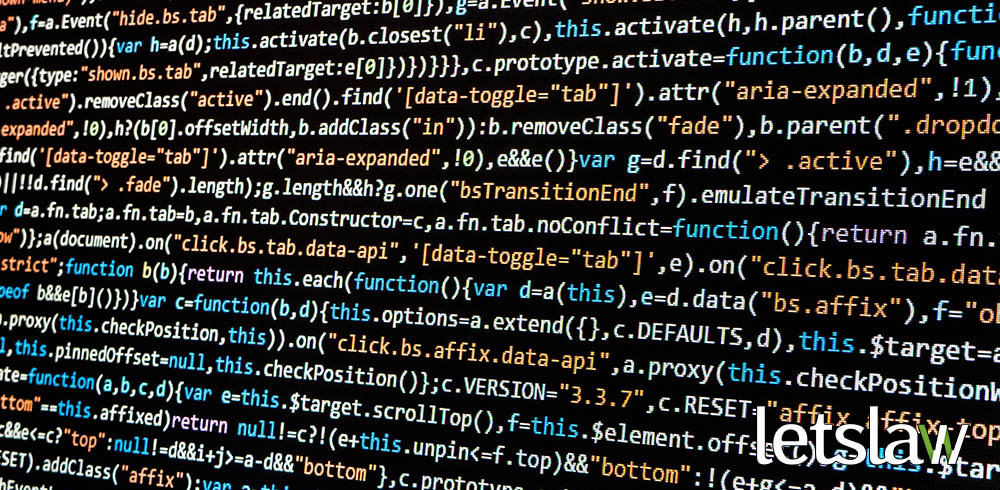 a"),f=a.Event("hide.bs.tab",{relatedTarget:b[0]}),g=a.Event("
ltPrevented()){var h=a(d);this.activate(b.closest("li"),c),this.activate(h,h.parent(),functi
ger({type:"shown.bs.tab",relatedTarget:e[0]})})}}},c.prototype.activate=function(b,d,e){func
.active").removeClass("active").end().find('[data-toggle="tab"]').attr("aria-expanded",!1),
expanded",!0),h?(b[0].offsetWidth,b.addClass("in")):b.removeClass("fade"),b.parent(".dropdo
find('[data-toggle="tab"]').attr("aria-expanded",!0),e&&e()}var g=d.find("> .active"),h=e&&
)||!!d.find("> .fade").length);g.length&&h?g.one("bsTransitionEnd",f).emulateTransitionEnd
r d=a.fn.tab;a.fn.tab=b,a.fn.tab.Constructor=c,a.fn.tab.noConflict=function(){return a.fn.
ow")};a(document).on("click.bs.tab.data-api",'[data-toggle="tab"]',e).on("click.bs.tab.data
strict";function b(b){return this.each(function(){var d=a(this),e=d.data("bs.affix"),f="ob
peof b&&e[b]()})}var c=function(b,d){this.options=a.extend({},c.DEFAULTS,d),this.$target=a
a.proxy(this.checkPosition,this)).on("click.bs.affix.data-api",a.proxy(this.checkPositionW
l,this.pinnedOffset=null,this.checkPosition()};c.VERSION="3.3.7",c.RESET="affix affix-top
ate=function(a,b,c,d){var e=this.$target.scrollTop(),f=this.$element.offse
ottom"==this.affixed)return null!=c?!(e+this.unpin<=f.top)&&"bottom":!(e+g<=a-d)&&"
c&&e<=c?"top":null!=d&&i+j>=a-d&&"bottom"},c.prototype
SET).addClass("affix");var a=this
letslaw